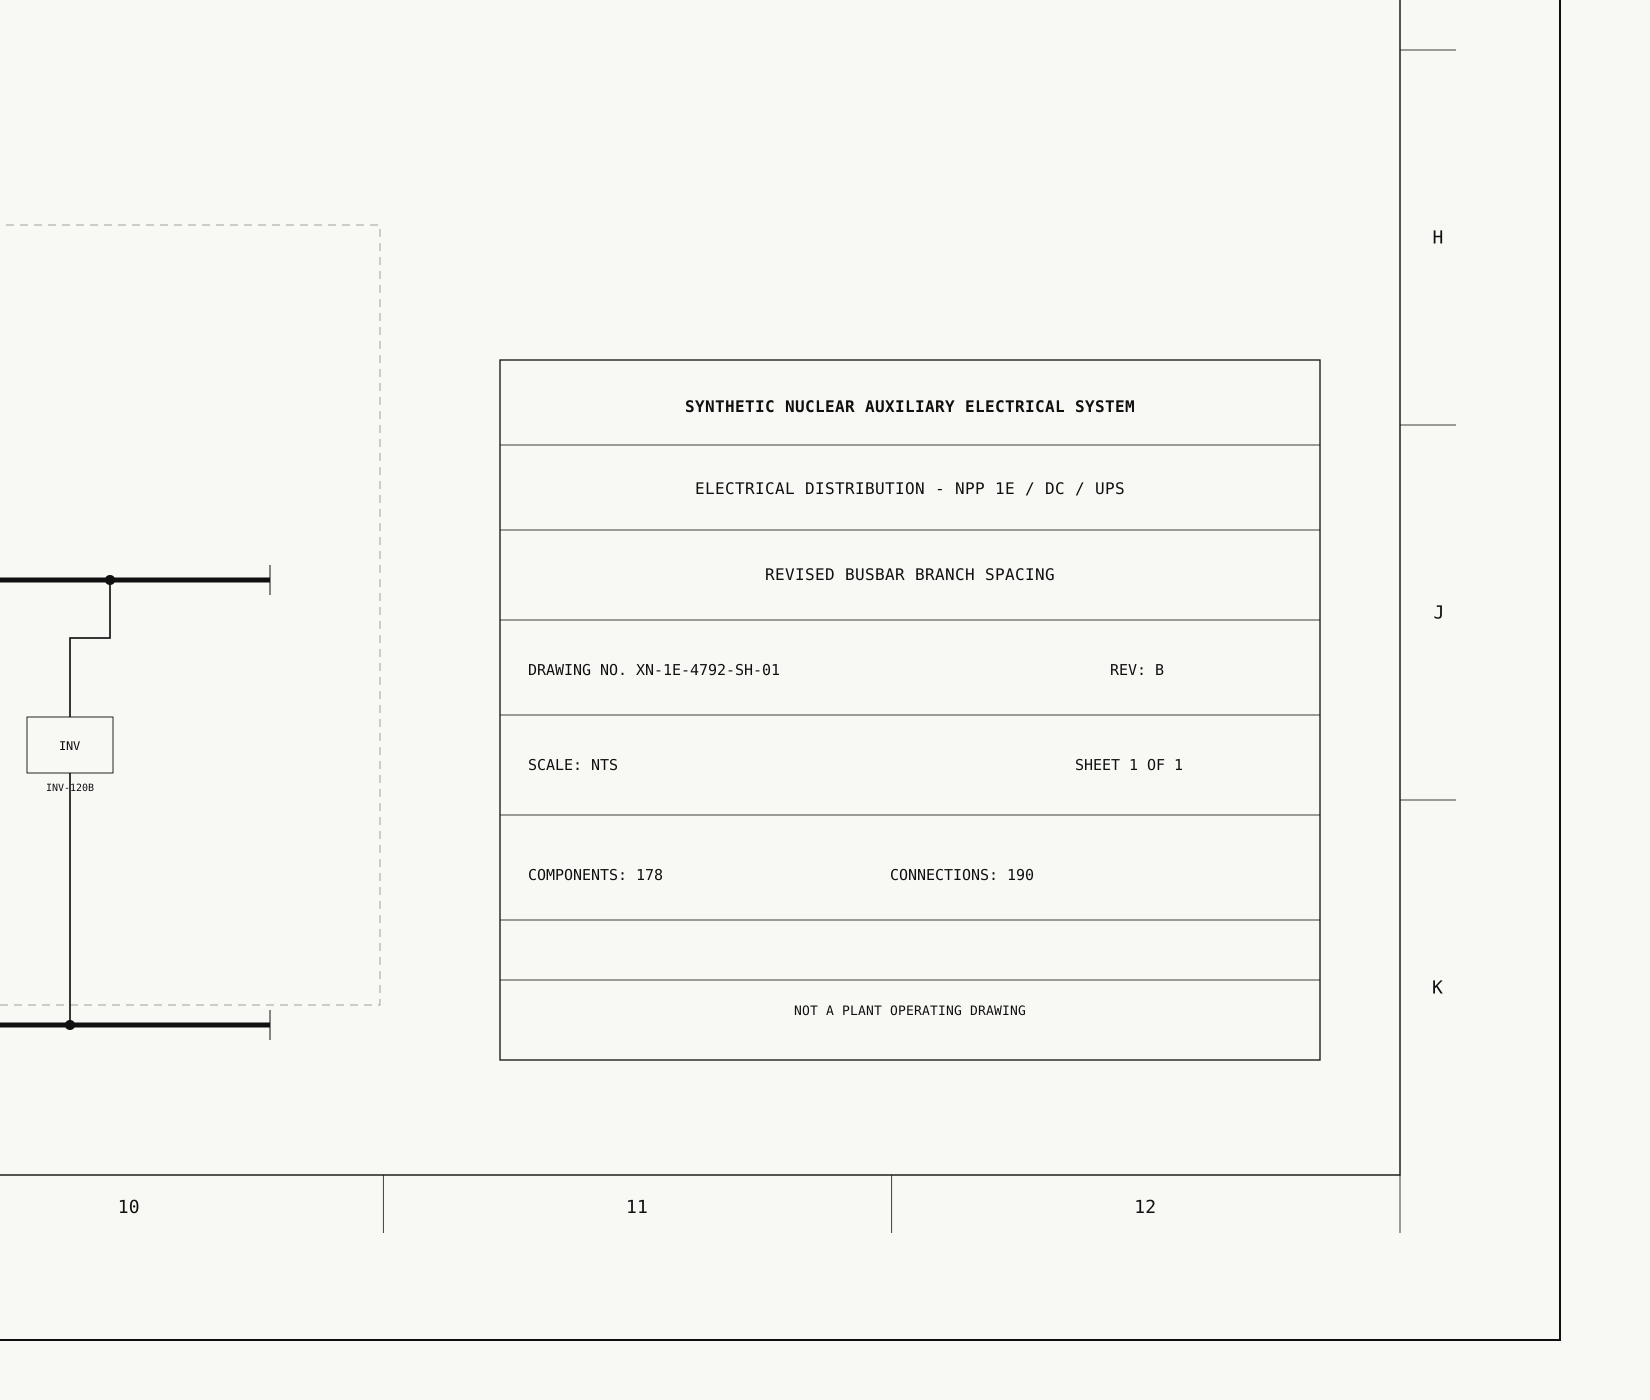 H
SYNTHETIC NUCLEAR AUXILIARY ELECTRICAL SYSTEM
ELECTRICAL DISTRIBUTION - NPP 1E / DC / UPS
REVISED BUSBAR BRANCH SPACING
J
DRAWING NO. XN-1E-4792-SH-01 REV: B
INV
SCALE: NTS SHEET 1 OF 1
INV-120B
COMPONENTS: 178 CONNECTIONS: 190
K
NOT A PLANT OPERATING DRAWING
10 11 12